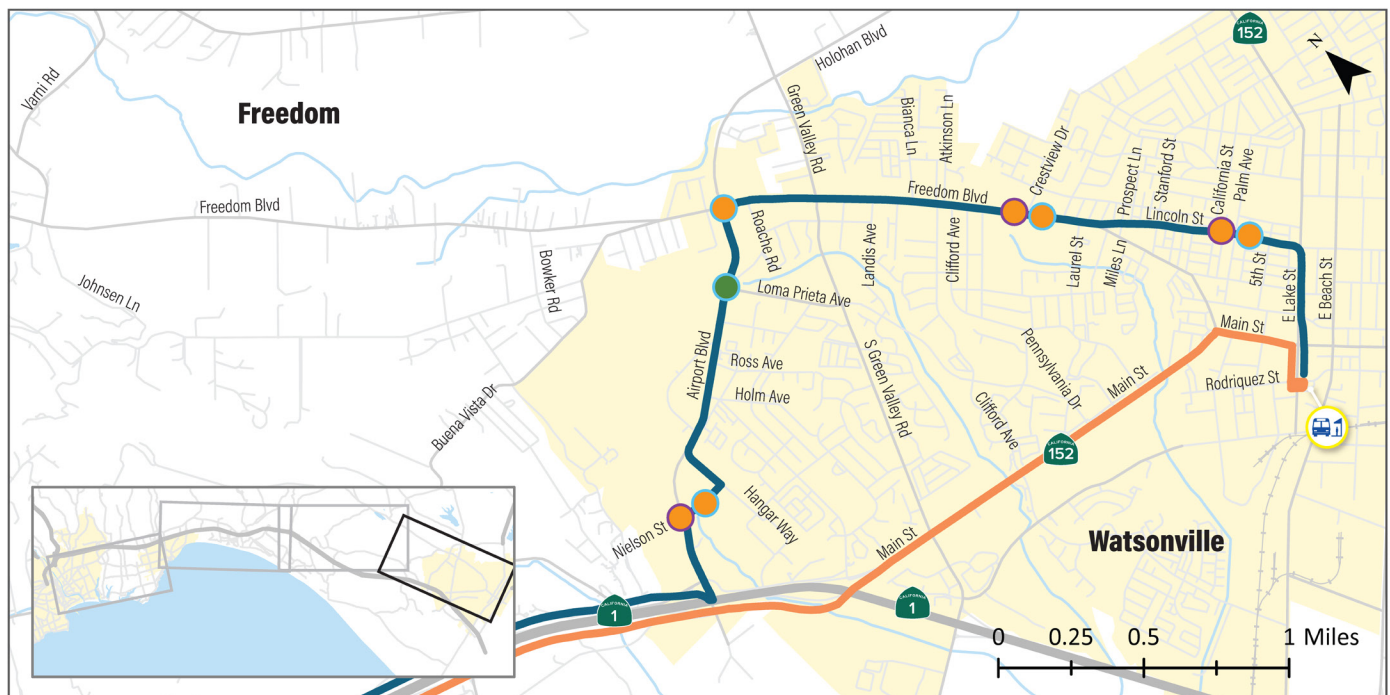 CALIFORNIA
152
N
Holohan Blvd
Varni Rd
Freedom
Green Valley Rd
Bianca Ln
Atkinson Ln
Crestview Dr
Prospect Ln
Stanford St
California St
Palm Ave
Freedom Blvd
Freedom Blvd
Lincoln St
Roache Rd
Landis Ave
Clifford Ave
Laurel St
Miles Ln
5th St
E Lake St
E Beach St
Bowker Rd
Johnsen Ln
Loma Prieta Ave
Main St
Airport Blvd
Ross Ave
S Green Valley Rd
Pennsylvania Dr
Main St
Rodriquez St
Holm Ave
Buena Vista Dr
Clifford Ave
CALIFORNIA
152
Hangar Way
Nielson St
Main St
Watsonville
CALIFORNIA
1
CALIFORNIA
1
0 0.25 0.5 1 Miles